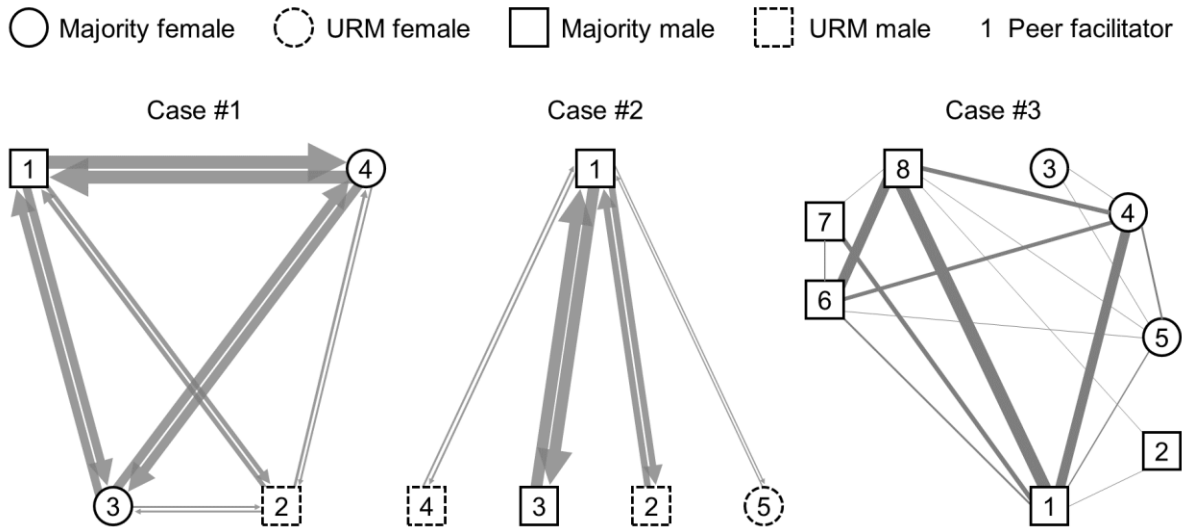 Majority female URM female Majority male URM male 1 Peer facilitator
Case #1 Case #2 Case #3
1 4 1 8 3
4
7
6
5
2
3 2 4 3 2 5 1